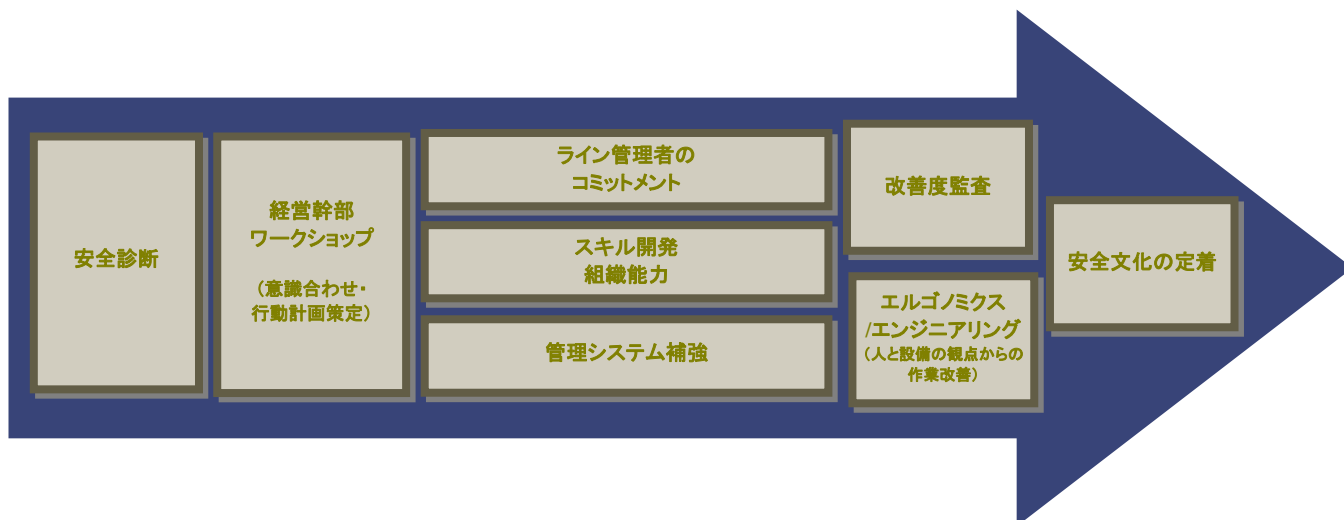 安全診断
経営幹部
ワークショップ
（意識合わせ・
行動計画策定）
ライン管理者の
コミットメント
スキル開発
組織能力
管理システム補強
改善度監査
エルゴノミクス
/エンジニアリング
（人と設備の観点からの
作業改善）
安全文化の定着